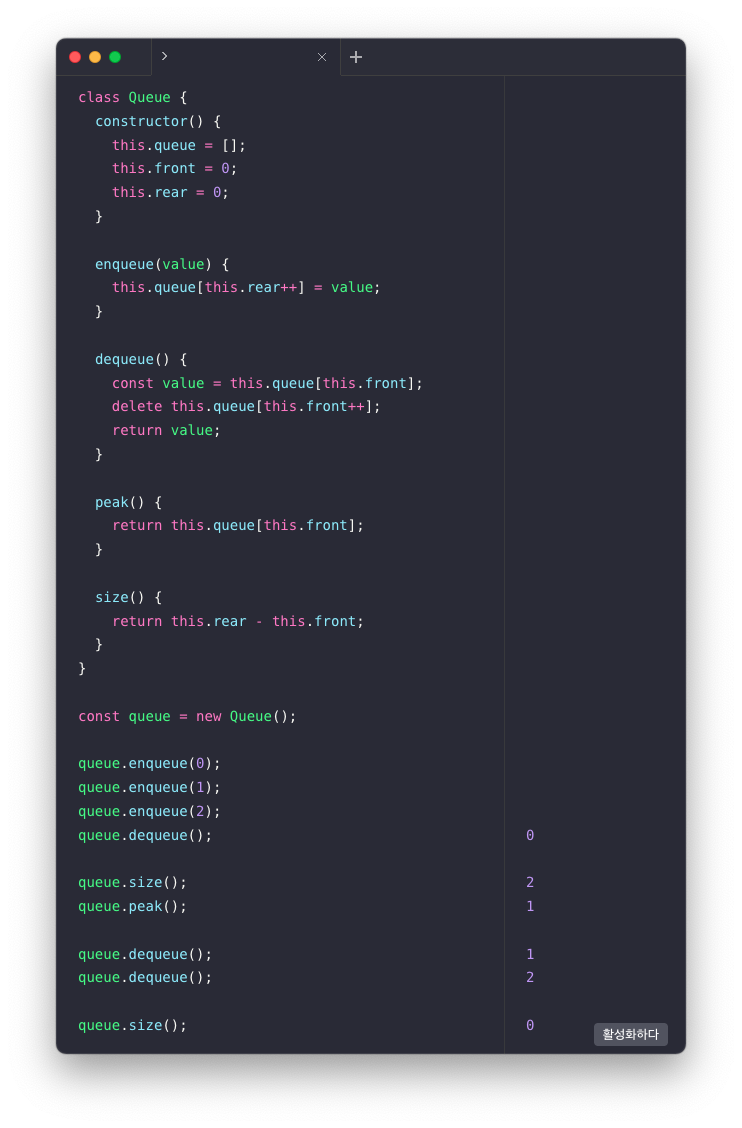 class Queue {
  constructor() {
    this.queue = [];
    this.front = 0;
    this.rear = 0;
  }

  enqueue(value) {
    this.queue[this.rear++] = value;
  }

  dequeue() {
    const value = this.queue[this.front];
    delete this.queue[this.front++];
    return value;
  }

  peak() {
    return this.queue[this.front];
  }

  size() {
    return this.rear - this.front;
  }
}

const queue = new Queue();

queue.enqueue(0);
queue.enqueue(1);
queue.enqueue(2);
queue.dequeue(); 0

queue.size(); 2
queue.peak(); 1

queue.dequeue(); 1
queue.dequeue(); 2

queue.size(); 0
활성화하다